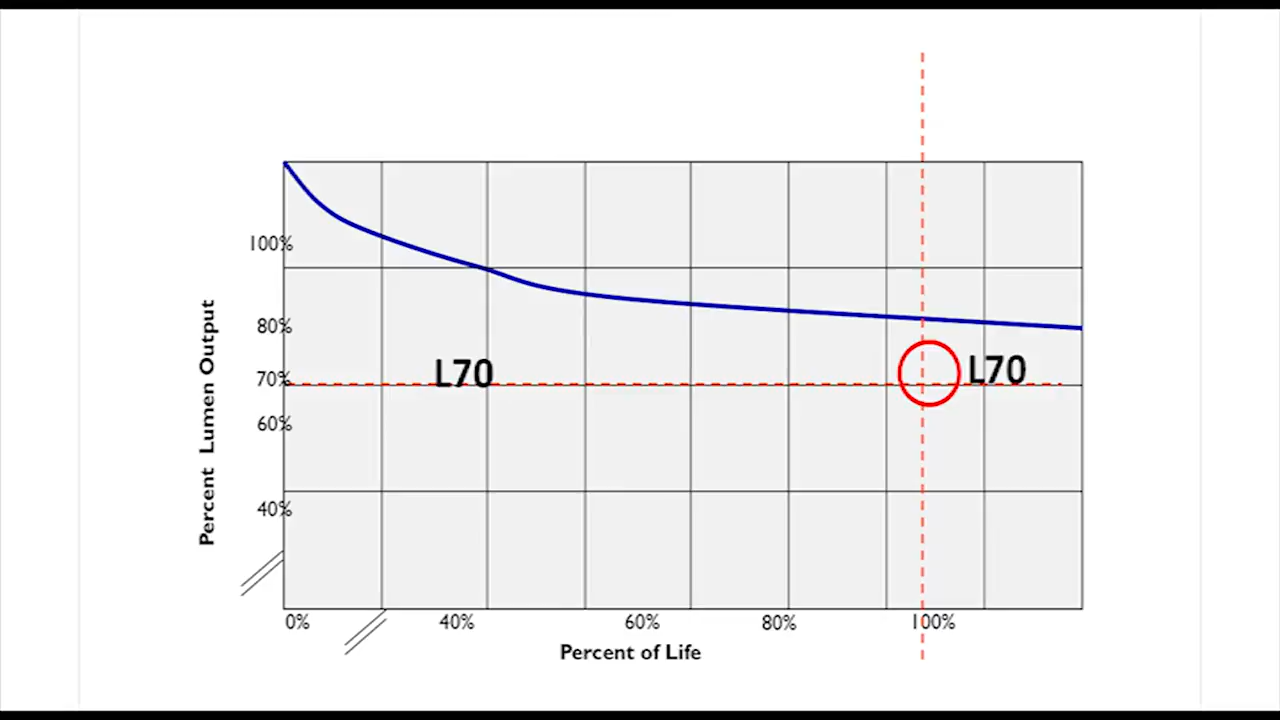 100%
80%
L70
L70
70%
60%
40%
Percent Lumen Output
0%
40%
60%
80%
100%
Percent of Life